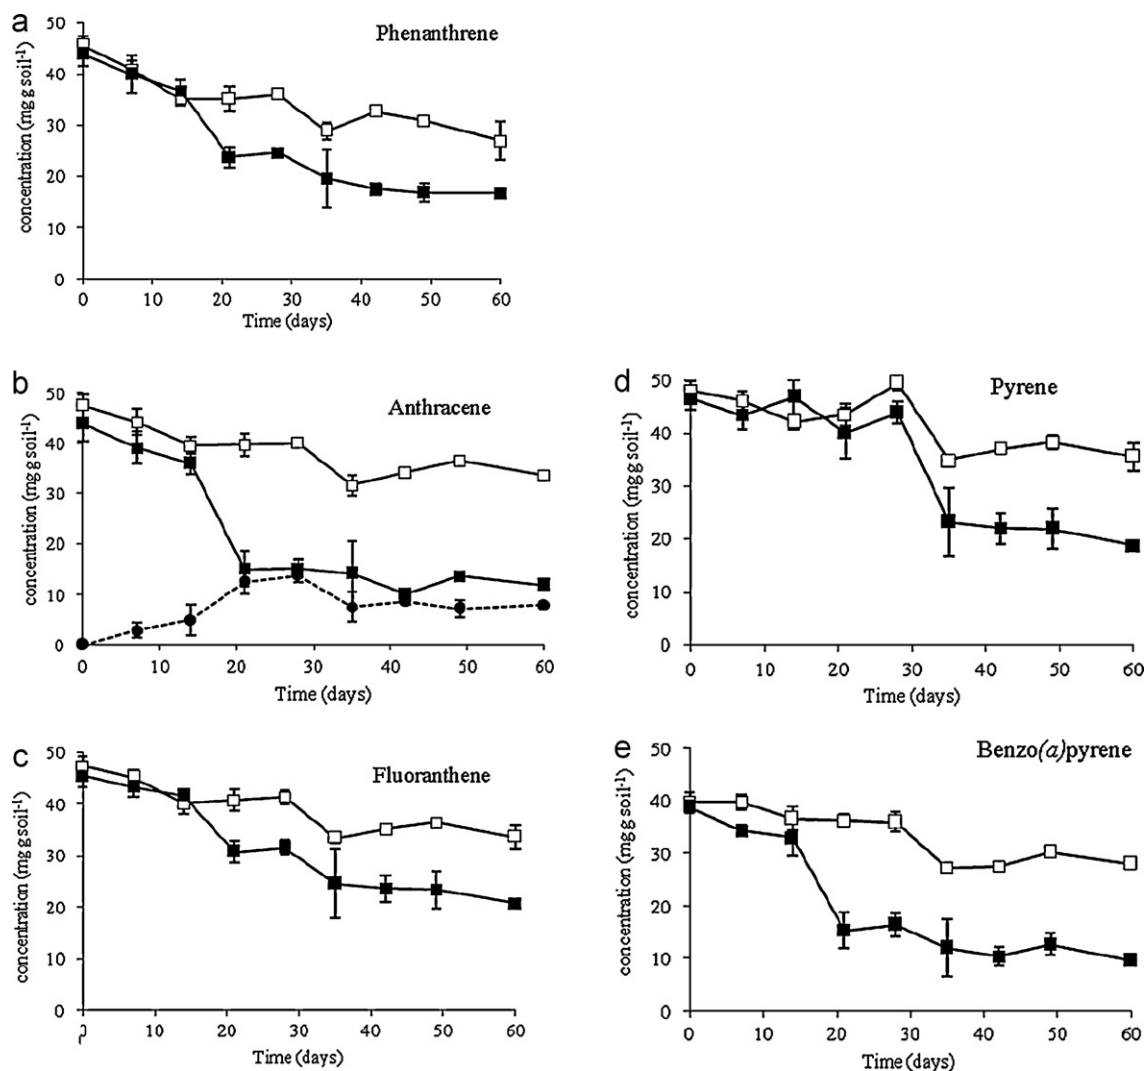 a
Phenanthrene
concentration (mg g soil-1)
50
40
30
20
10
0
0 10 20 30 40 50 60
Time (days)
b
Anthracene
concentration (mg g soil-1)
50
40
30
20
10
0
0 10 20 30 40 50 60
Time (days)
c
Fluoranthene
concentration (mg g soil-1)
50
40
30
20
10
0
0 10 20 30 40 50 60
Time (days)
d
Pyrene
concentration (mg g soil-1)
50
40
30
20
10
0
0 10 20 30 40 50 60
Time (days)
e
Benzo(a)pyrene
concentration (mg g soil-1)
50
40
30
20
10
0
0 10 20 30 40 50 60
Time (days)